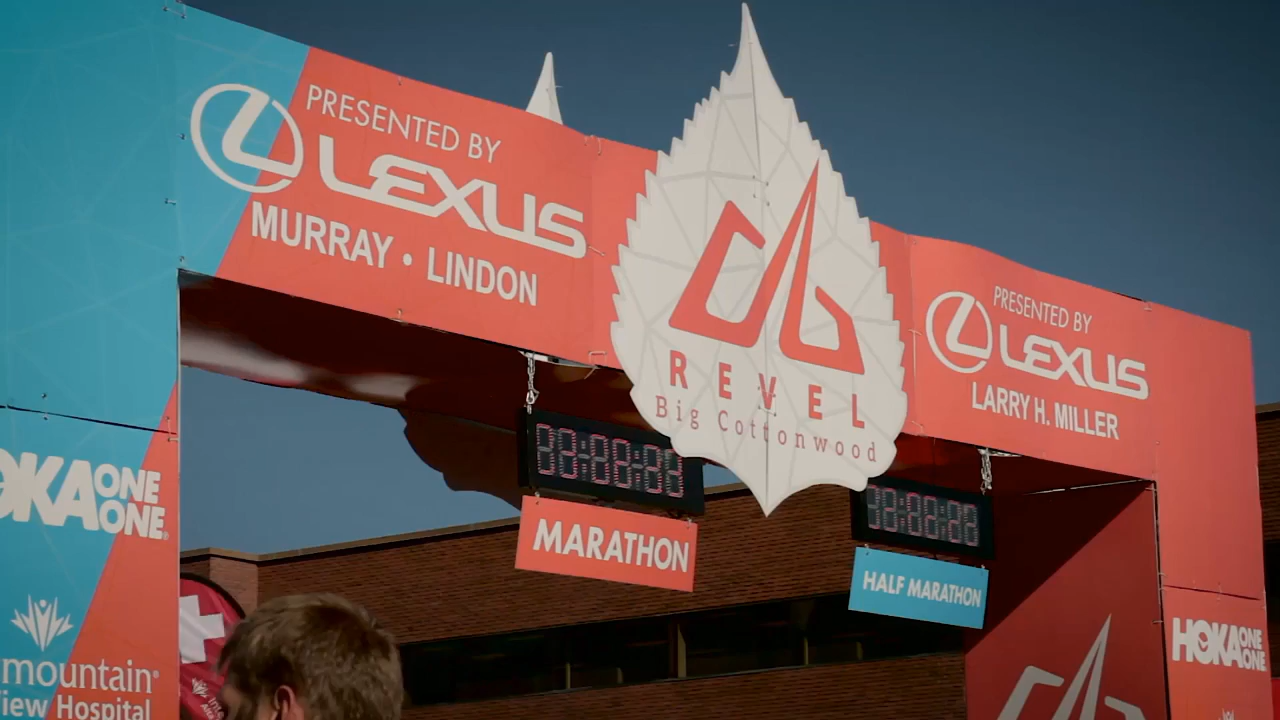 PRESENTED BY
LEXUS
MURRAY • LINDON
REVEL
Big Cottonwood
PRESENTED BY
LEXUS
LARRY H. MILLER
MARATHON
HALF MARATHON
HOKA ONE ONE
mountain
View Hospital
HOKA ONE ONE